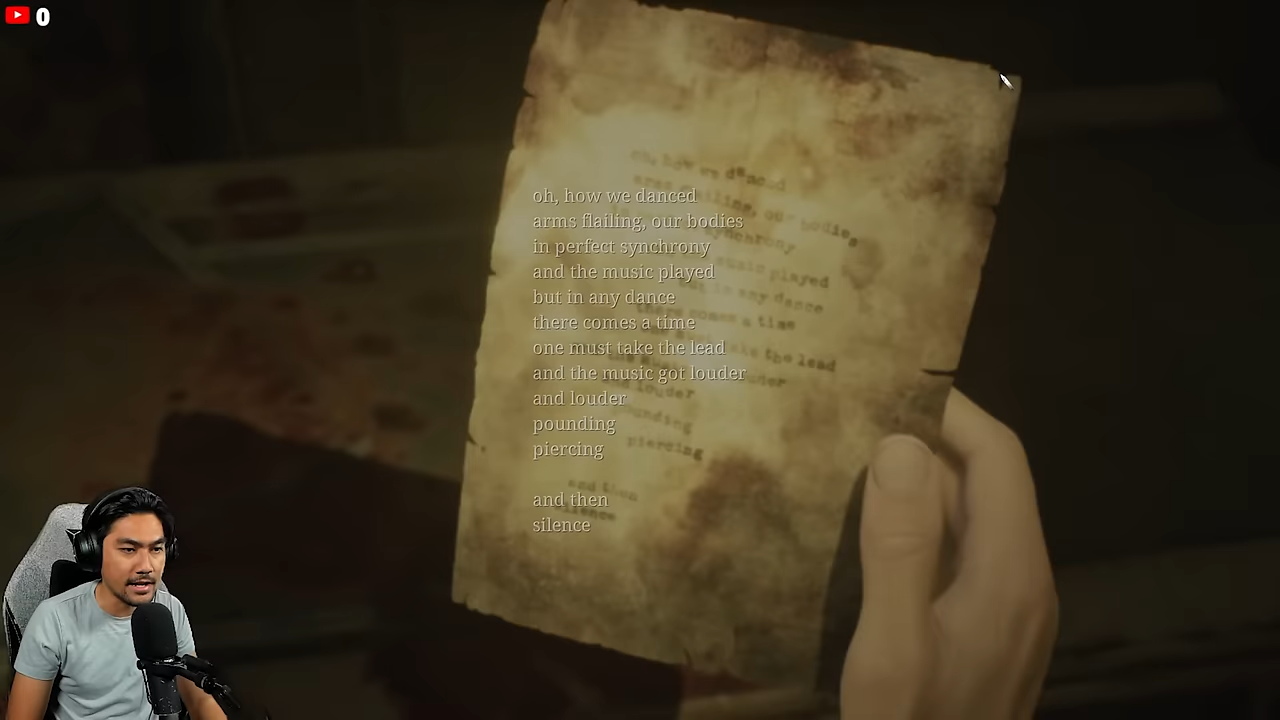 0
oh, how we danced
arms flailing, our bodies
in perfect synchrony
and the music played
but in any dance
there comes a time
one must take the lead
and the music got louder
and louder
pounding
piercing
and then
silence